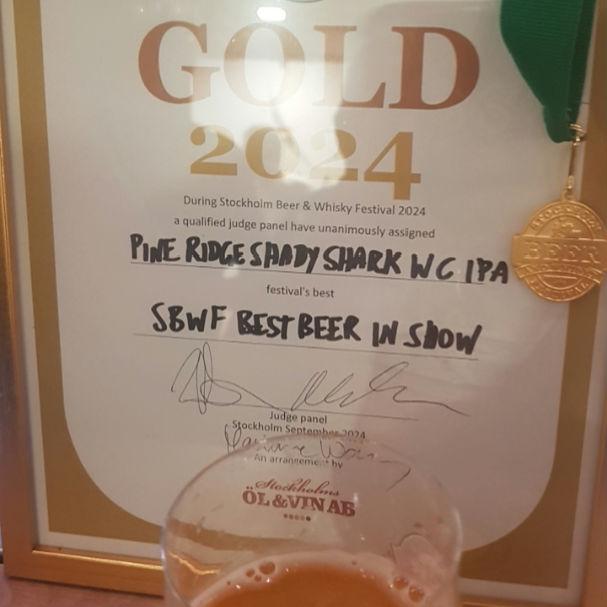 GOLD
2024
During Stockholm Beer & Whisky Festival 2024
a qualified judge panel have unanimously assigned
PINE RIDGE SHADY SHARK WC IPA
festival's best
SBWF BEST BEER IN SHOW
Judge panel
Stockholm September 2024
An arrangement by
Stockholms
ÖL & VIN AB
BEER